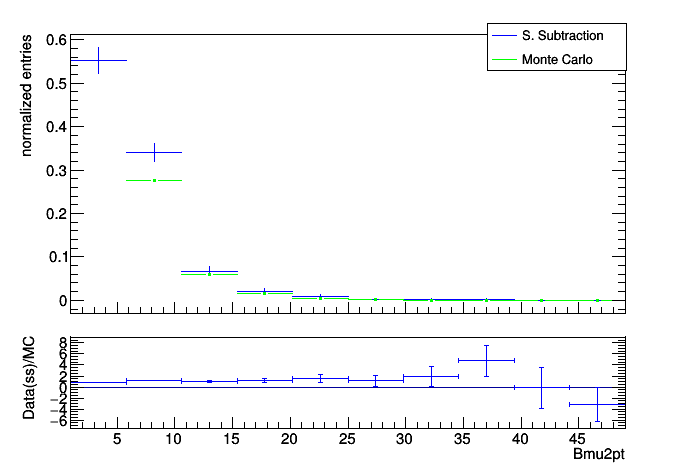 S. Subtraction
Monte Carlo
normalized entries
0.6
0.5
0.4
0.3
0.2
0.1
0
Data(ss)/MC
8
6
4
2
0
−2
−4
−6
5 10 15 20 25 30 35 40 45
Bmu2pt